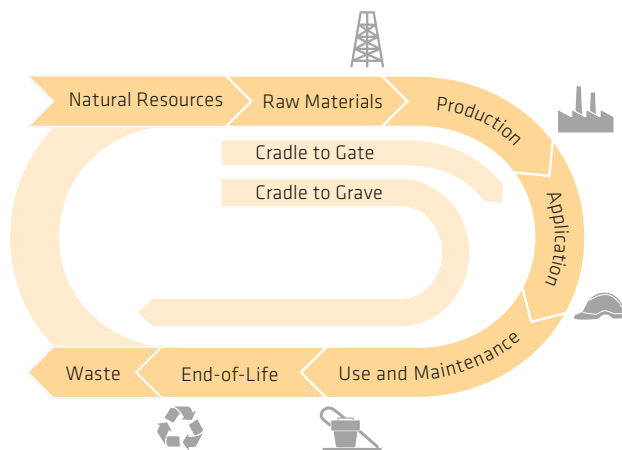 Natural Resources
Raw Materials
Production
Cradle to Gate
Cradle to Grave
Application
Use and Maintenance
End-of-Life
Waste